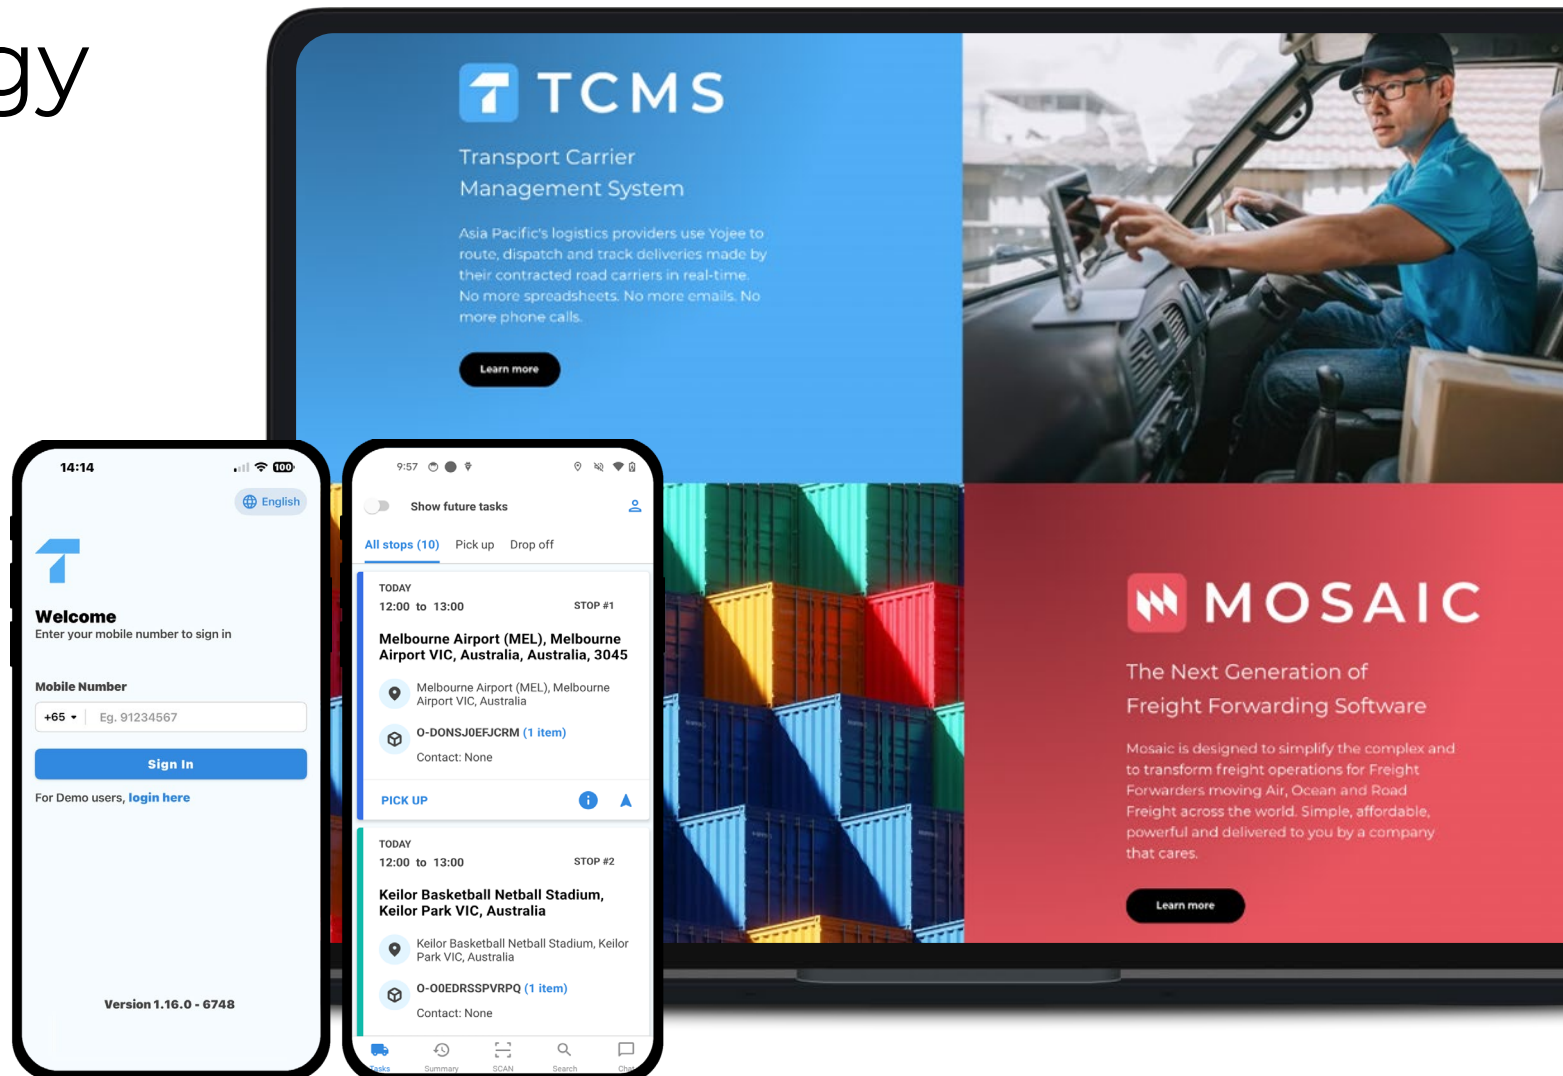 TCMS
Transport Carrier
Management System
Asia Pacific's logistics providers use Yojee to
route, dispatch and track deliveries made by
their contracted road carriers in real-time.
No more spreadsheets. No more emails. No
more phone calls.
Learn more
MOSAIC
The Next Generation of
Freight Forwarding Software
Mosaic is designed to simplify the complex and
to transform freight operations for Freight
Forwarders moving Air, Ocean and Road
Freight across the world. Simple, affordable,
powerful and delivered to you by a company
that cares.
Learn more
14:14
100
English
Welcome
Enter your mobile number to sign in
Mobile Number
+65 Eg. 91234567
Sign In
For Demo users, login here
Version 1.16.0 - 6748
9:57
Show future tasks
All stops (10) Pick up Drop off
TODAY
12:00 to 13:00 STOP #1
Melbourne Airport (MEL), Melbourne
Airport VIC, Australia, Australia, 3045
Melbourne Airport (MEL), Melbourne
Airport VIC, Australia
O-DONSJ0EFJCRM (1 item)
Contact: None
PICK UP
TODAY
12:00 to 13:00 STOP #2
Keilor Basketball Netball Stadium,
Keilor Park VIC, Australia
Keilor Basketball Netball Stadium, Keilor
Park VIC, Australia
O-O0EDRSSPVRPQ (1 item)
Contact: None
Tasks Summary SCAN Search Chat